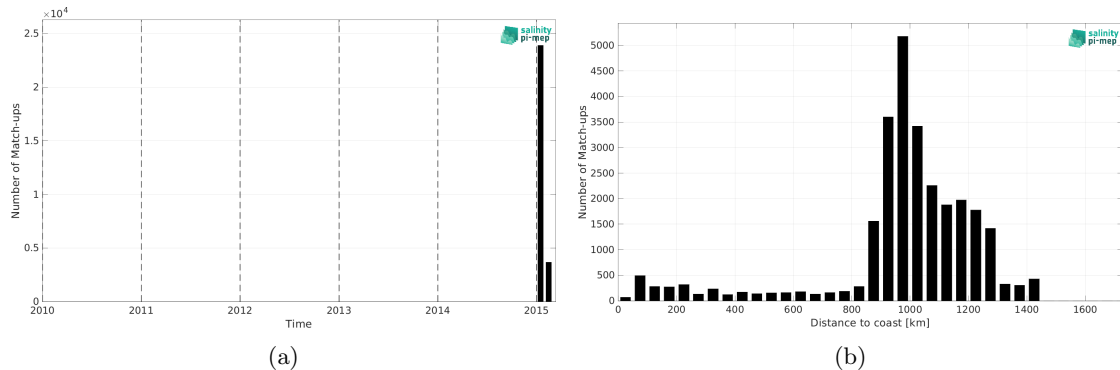 ×10⁴
2.5
2
1.5
1
0.5
0
Number of Match-ups
2010 2011 2012 2013 2014 2015
Time
salinity
pi-mep
(a)
5000
4500
4000
3500
3000
2500
2000
1500
1000
500
0
Number of Match-ups
0 200 400 600 800 1000 1200 1400 1600
Distance to coast [km]
salinity
pi-mep
(b)